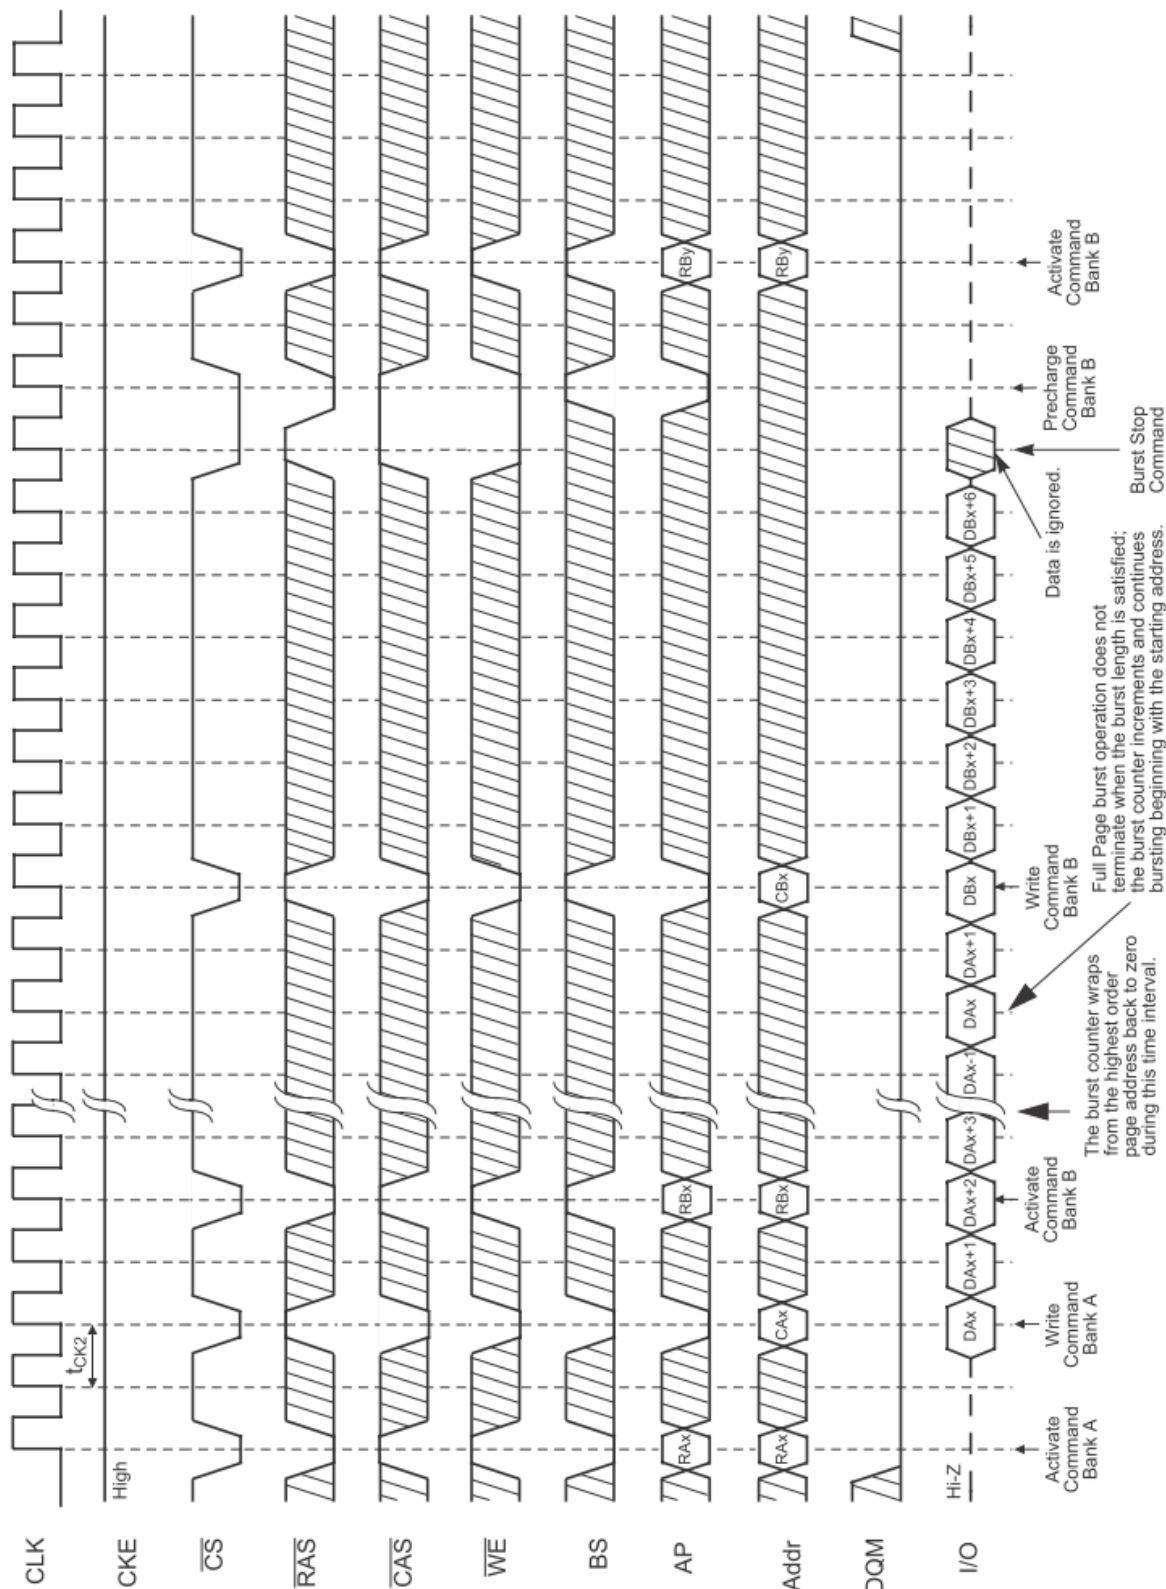 CLK
CKE
High
tCK2
CS
RAS
CAS
WE
BS
AP
RAx
RBx
RBy
Addr
RAx
CAx
RBx
CBx
RBy
DQM
I/O
Hi-Z
DAx
DAx+1
DAx+2
DAx+3
DAx-1
DAx
DAx+1
DBx
DBx+1
DBx+2
DBx+3
DBx+4
DBx+5
DBx+6
Activate
Command
Bank A
Write
Command
Bank A
Activate
Command
Bank B
The burst counter wraps
from the highest order
page address back to zero
during this time interval.
Write
Command
Bank B
Full Page burst operation does not
terminate when the burst length is satisfied;
the burst counter increments and continues
bursting beginning with the starting address.
Data is ignored.
Burst Stop
Command
Precharge
Command
Bank B
Activate
Command
Bank B